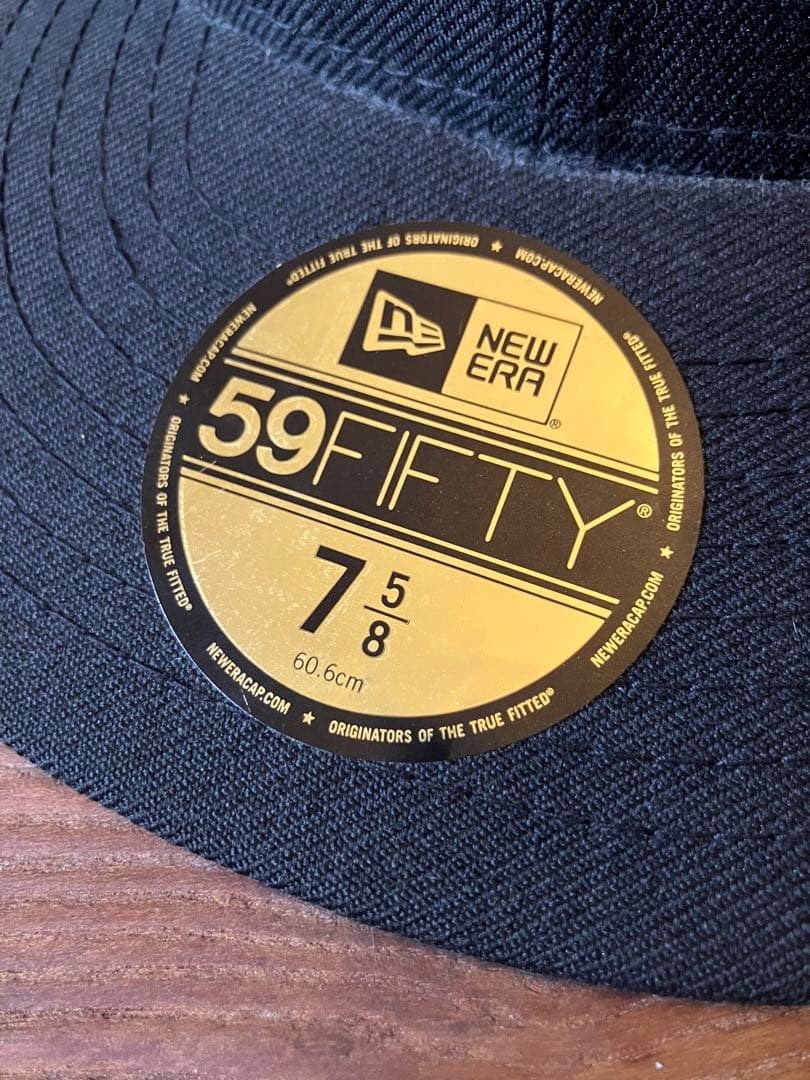 NE
NEW
ERA®
59FIFTY®
7 5/8
60.6cm
ORIGINATORS OF THE TRUE FITTED®
★ NEWERACAP.COM
ORIGINATORS OF THE TRUE FITTED®
★ NEWERACAP.COM
ORIGINATORS OF THE TRUE FITTED®
★ NEWERACAP.COM
ORIGINATORS OF THE TRUE FITTED®
★ NEWERACAP.COM